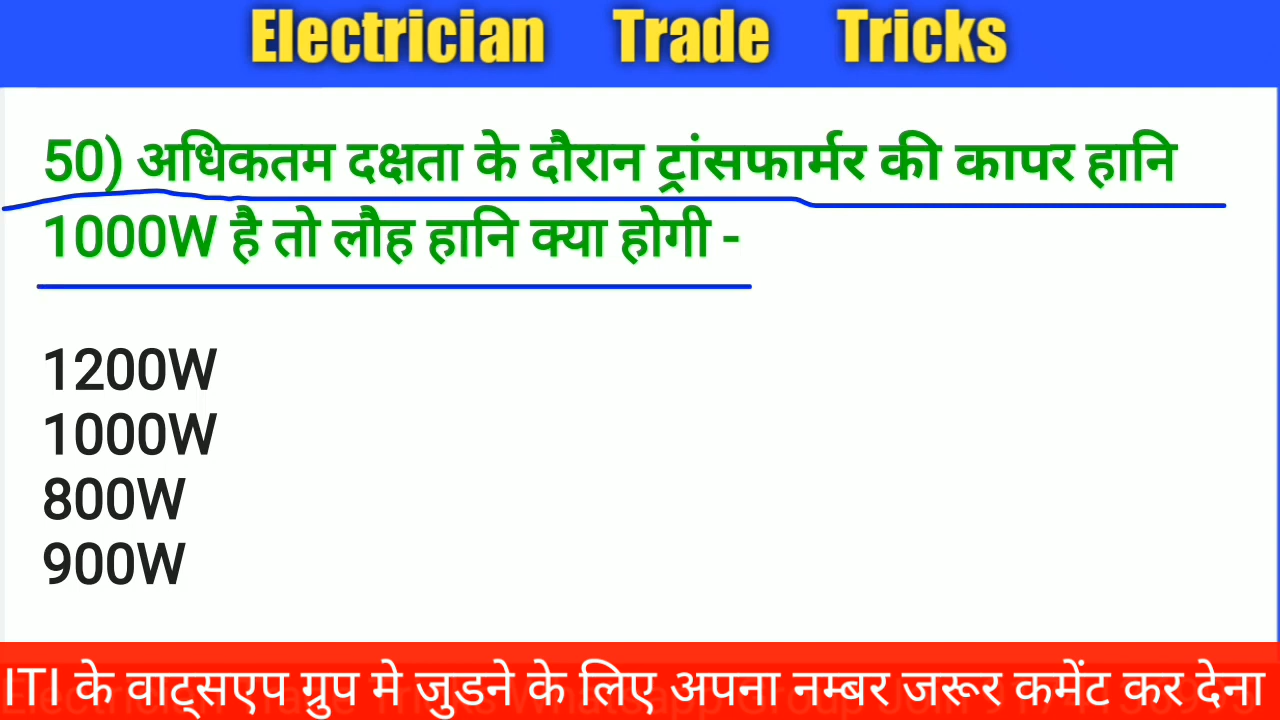 Electrician Trade Tricks
50) अधिकतम दक्षता के दौरान ट्रांसफार्मर की कापर हानि
1000W है तो लौह हानि क्या होगी -
1200W
1000W
800W
900W
ITI के वाट्सएप ग्रुप मे जुडने के लिए अपना नम्बर जरूर कमेंट कर देना